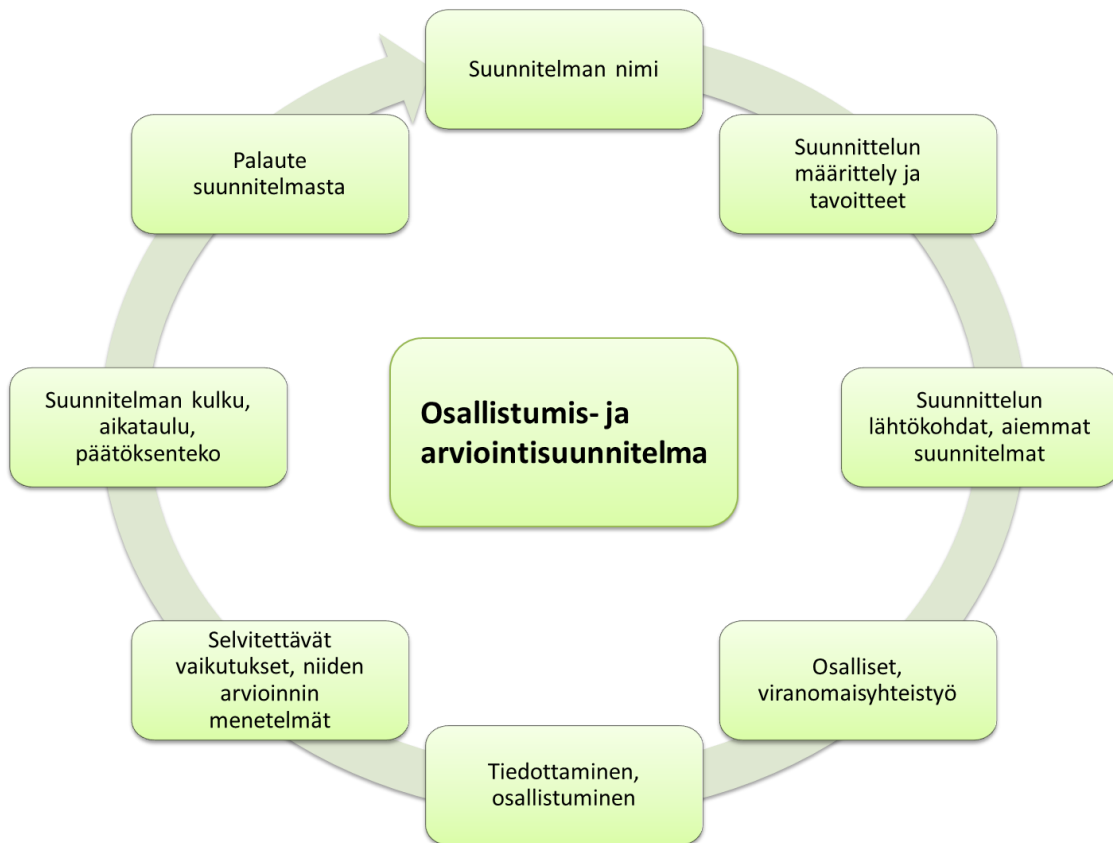 Suunnitelman nimi
Suunnittelun
määrittely ja
tavoitteet
Suunnittelun
lähtökohdat, aiemmat
suunnitelmat
Osalliset,
viranomaisyhteistyö
Tiedottaminen,
osallistuminen
Selvitettävät
vaikutukset, niiden
arvioinnin
menetelmät
Suunnitelman kulku,
aikataulu,
päätöksenteko
Palaute
suunnitelmasta
Osallistumis- ja
arviointisuunnitelma